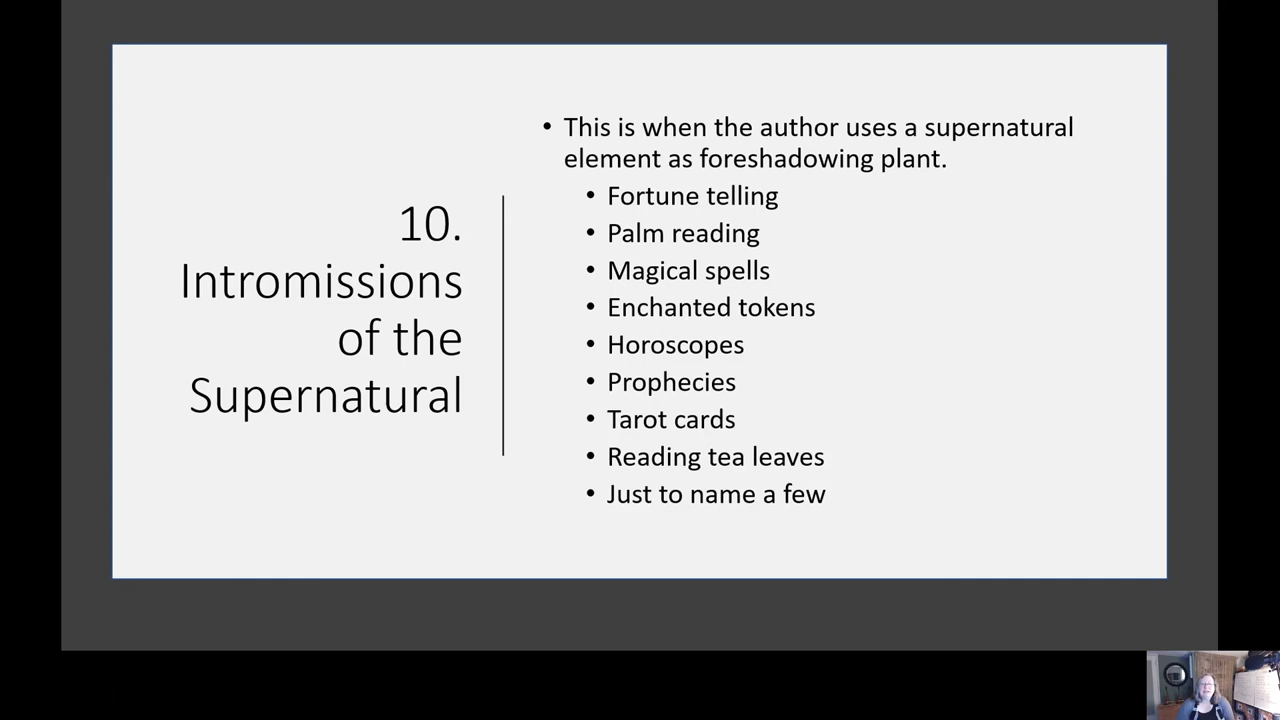 10.
Intromissions
of the
Supernatural
• This is when the author uses a supernatural
element as foreshadowing plant.
• Fortune telling
• Palm reading
• Magical spells
• Enchanted tokens
• Horoscopes
• Prophecies
• Tarot cards
• Reading tea leaves
• Just to name a few